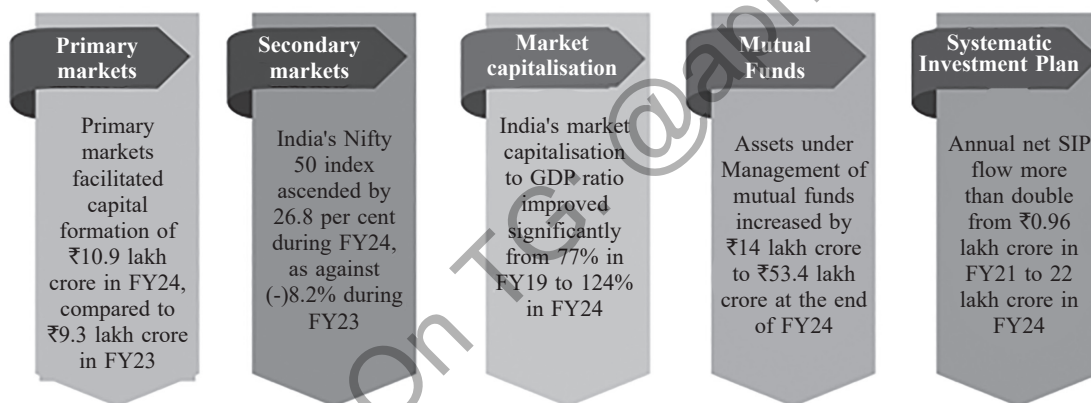 Primary
markets
Primary
markets
facilitated
capital
formation of
₹10.9 lakh
crore in FY24,
compared to
₹9.3 lakh crore
in FY23
Secondary
markets
India's Nifty
50 index
ascended by
26.8 per cent
during FY24,
as against
(-)8.2% during
FY23
Market
capitalisation
India's market
capitalisation
to GDP ratio
improved
significantly
from 77% in
FY19 to 124%
in FY24
Mutual
Funds
Assets under
Management of
mutual funds
increased by
₹14 lakh crore
to ₹53.4 lakh
crore at the end
of FY24
Systematic
Investment Plan
Annual net SIP
flow more
than double
from ₹0.96
lakh crore in
FY21 to 22
lakh crore in
FY24
On TG: @